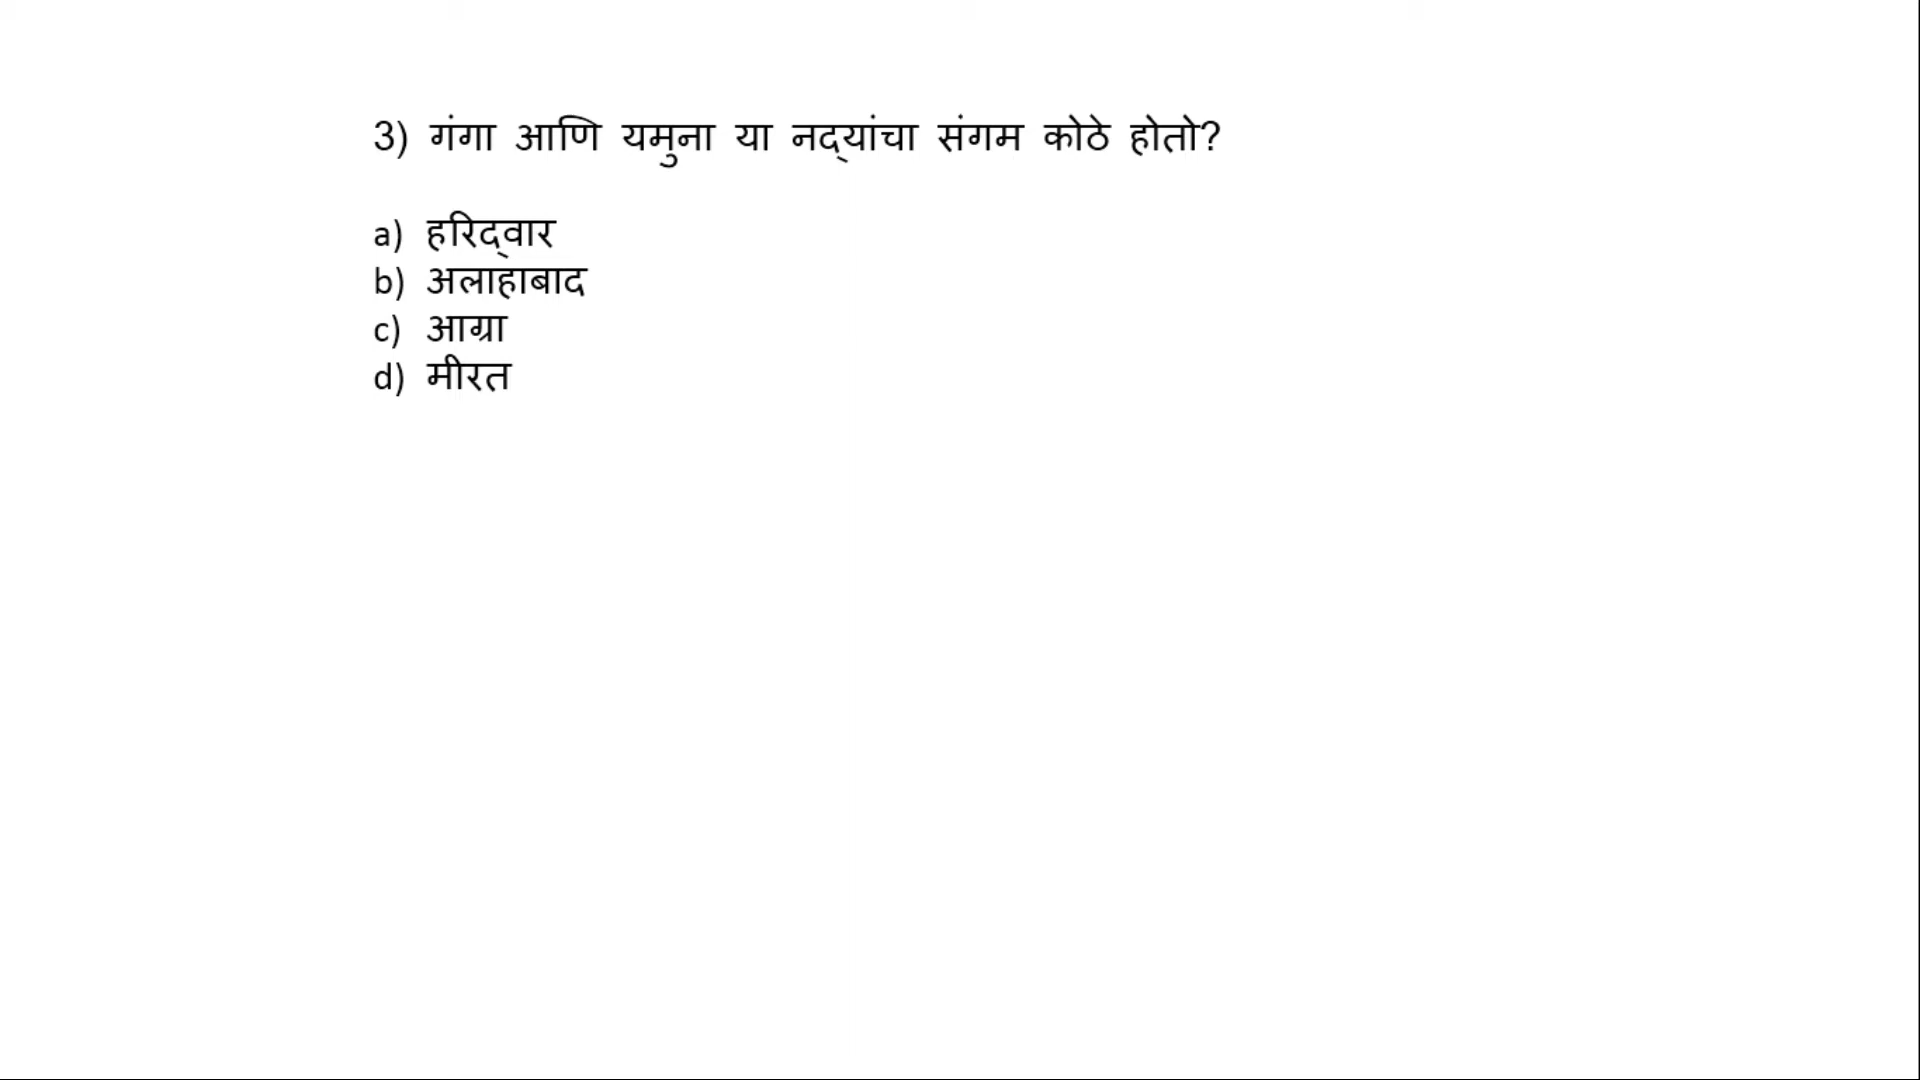 3) गंगा आणि यमुना या नद्यांचा संगम कोठे होतो?
a) हरिद्वार
b) अलाहाबाद
c) आग्रा
d) मीरत